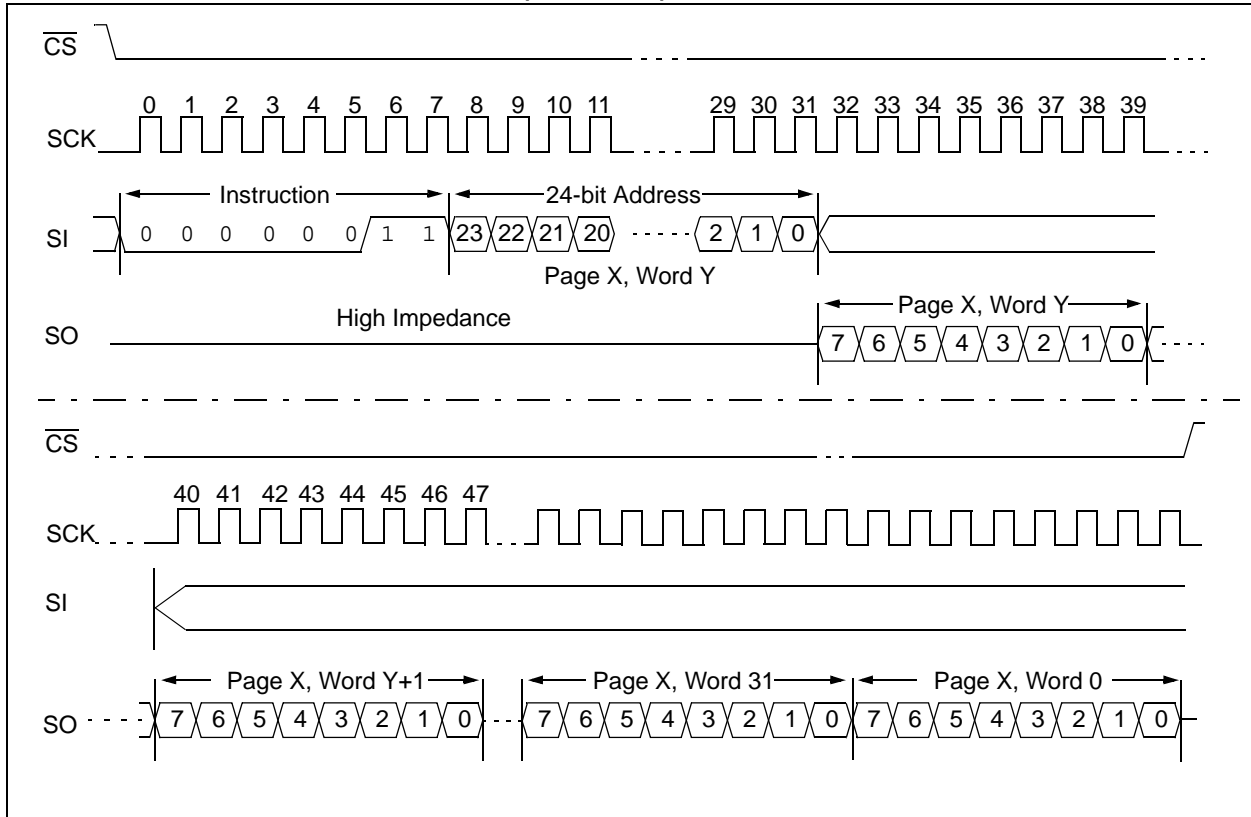 CS
0 1 2 3 4 5 6 7 8 9 10 11 29 30 31 32 33 34 35 36 37 38 39
SCK
Instruction 24-bit Address
SI 0 0 0 0 0 0 1 1 23 22 21 20 2 1 0
Page X, Word Y
High Impedance Page X, Word Y
SO 7 6 5 4 3 2 1 0
CS
40 41 42 43 44 45 46 47
SCK
SI
Page X, Word Y+1 Page X, Word 31 Page X, Word 0
SO 7 6 5 4 3 2 1 0 7 6 5 4 3 2 1 0 7 6 5 4 3 2 1 0